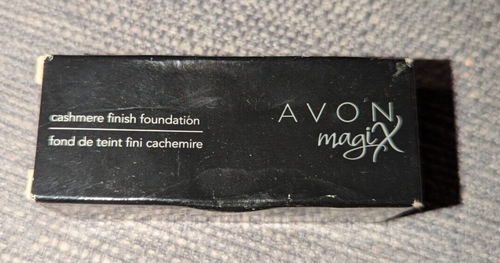 cashmere finish foundation
fond de teint fini cachemire
AVON
magiX